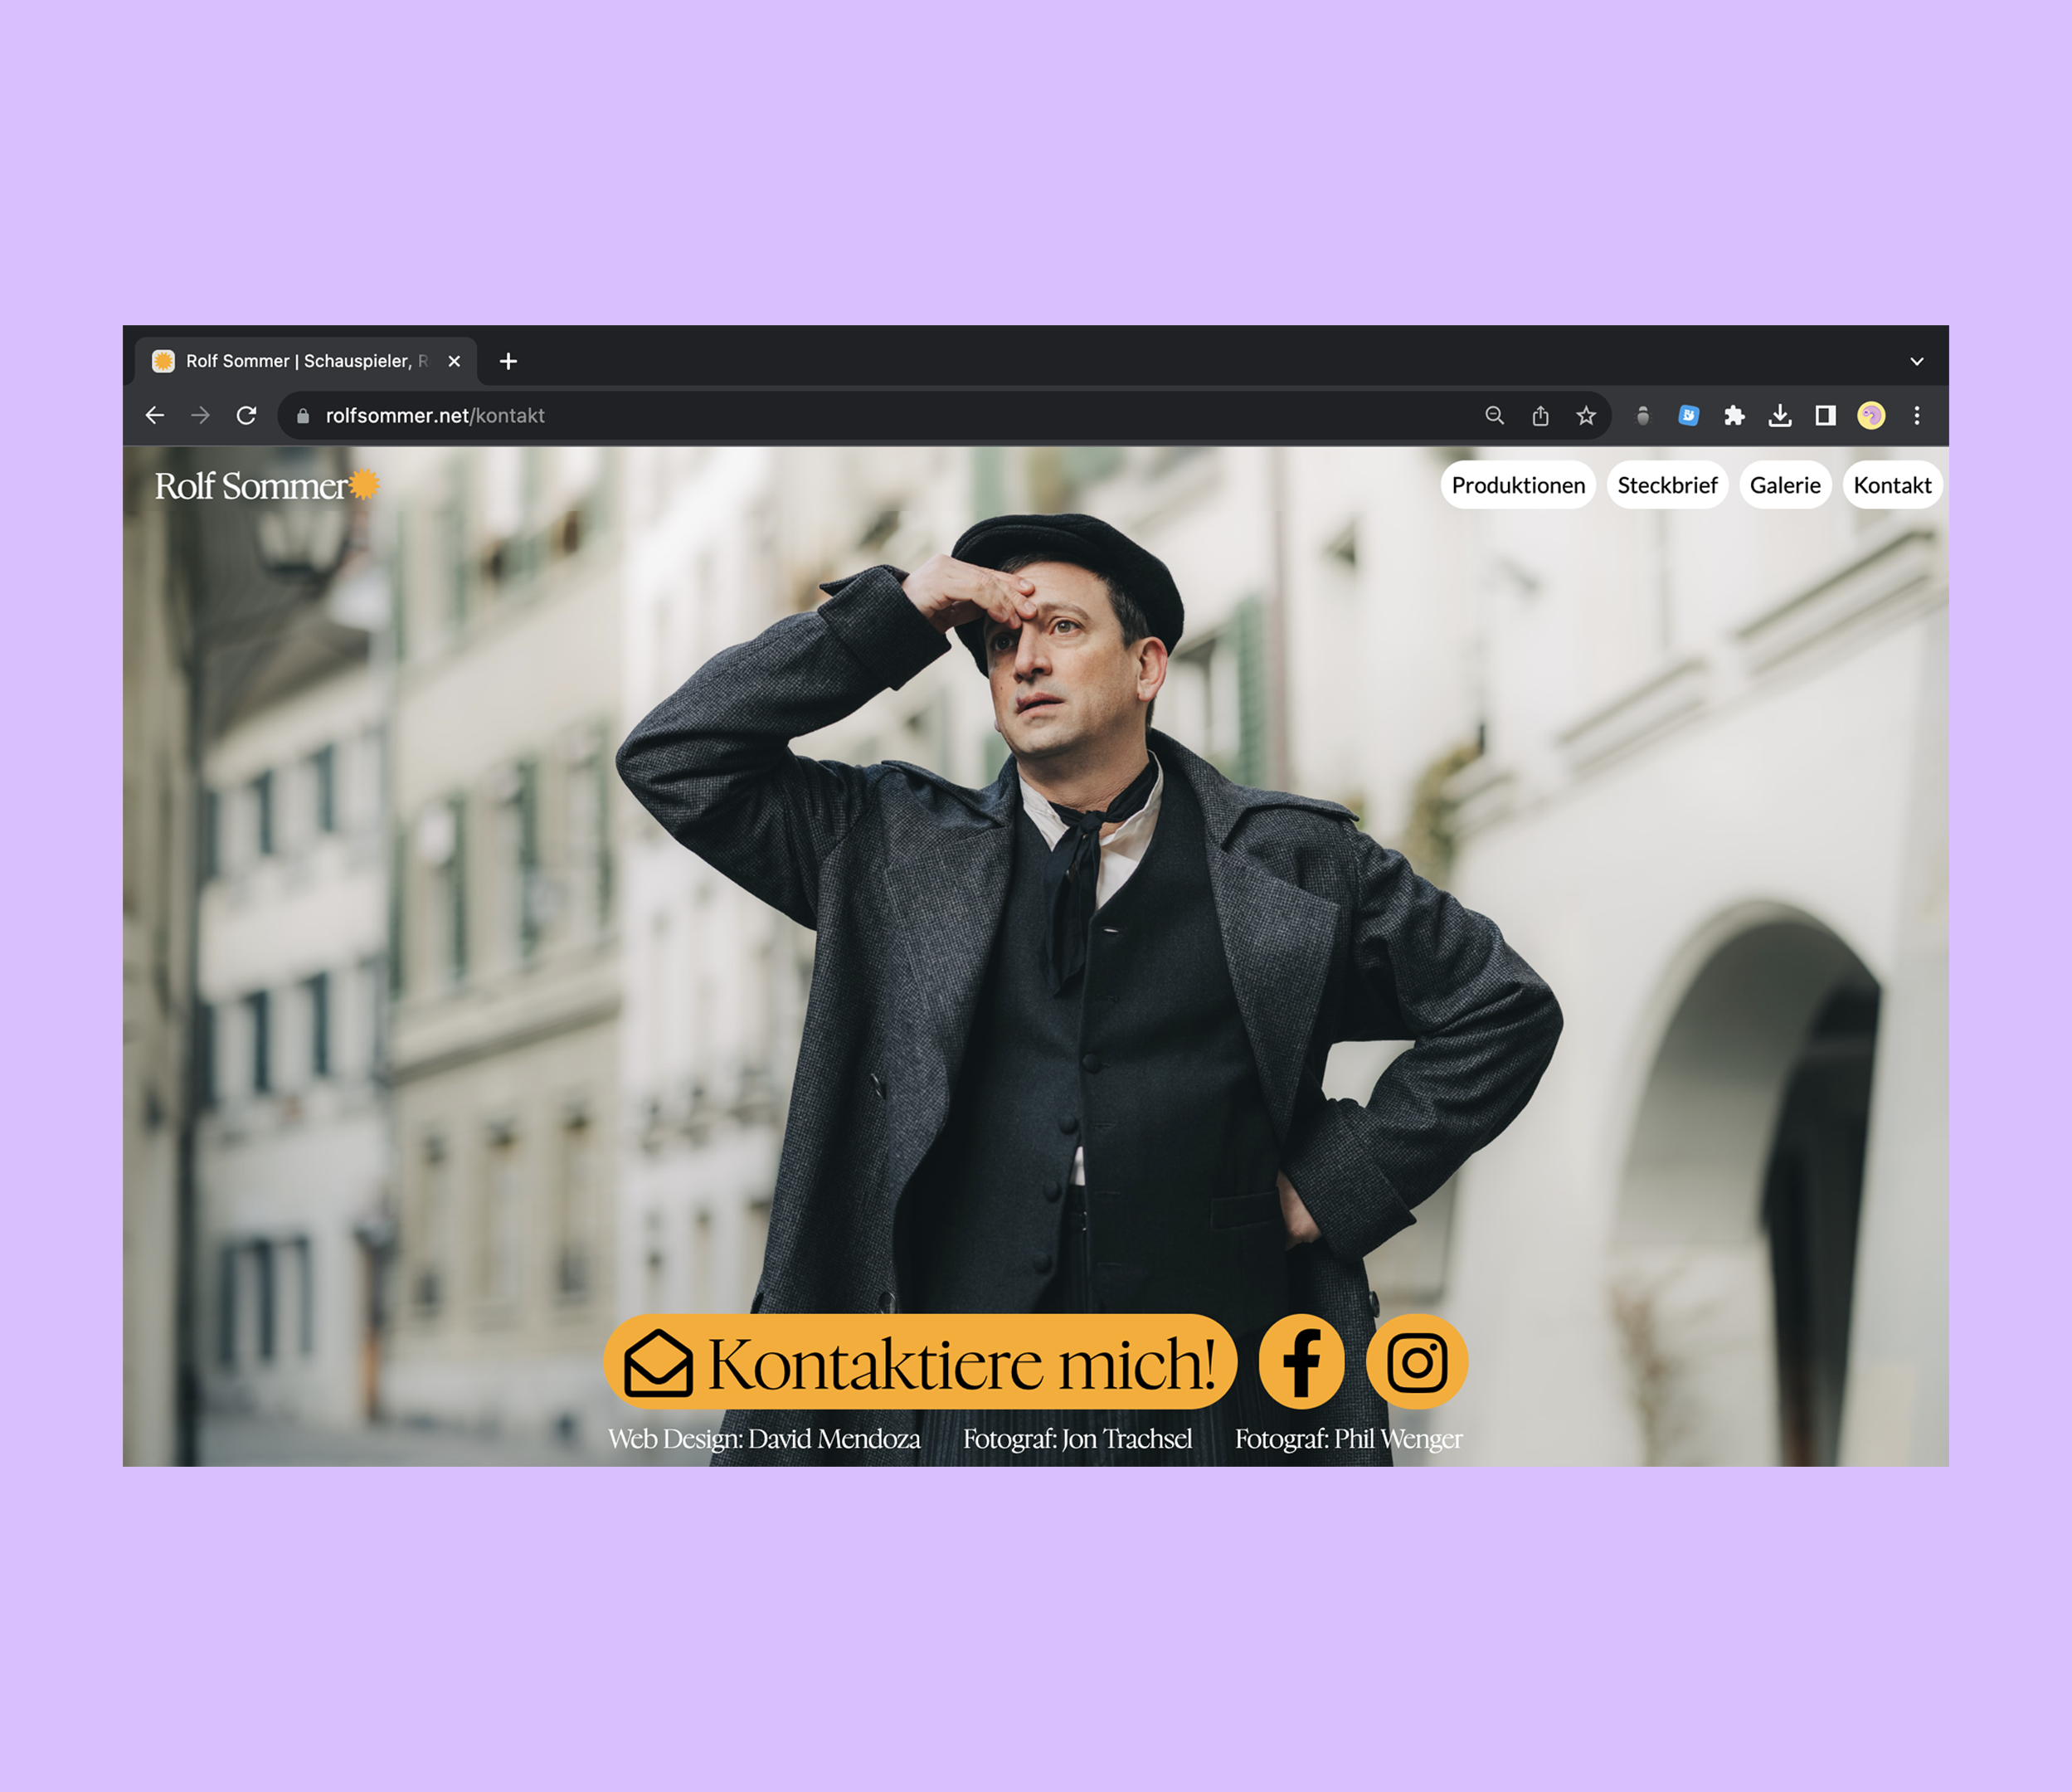 Rolf Sommer | Schauspieler, R
rolfsommer.net/kontakt
Rolf Sommer
Produktionen Steckbrief Galerie Kontakt
Kontaktiere mich!
Web Design: David Mendoza Fotograf: Jon Trachsel Fotograf: Phil Wenger